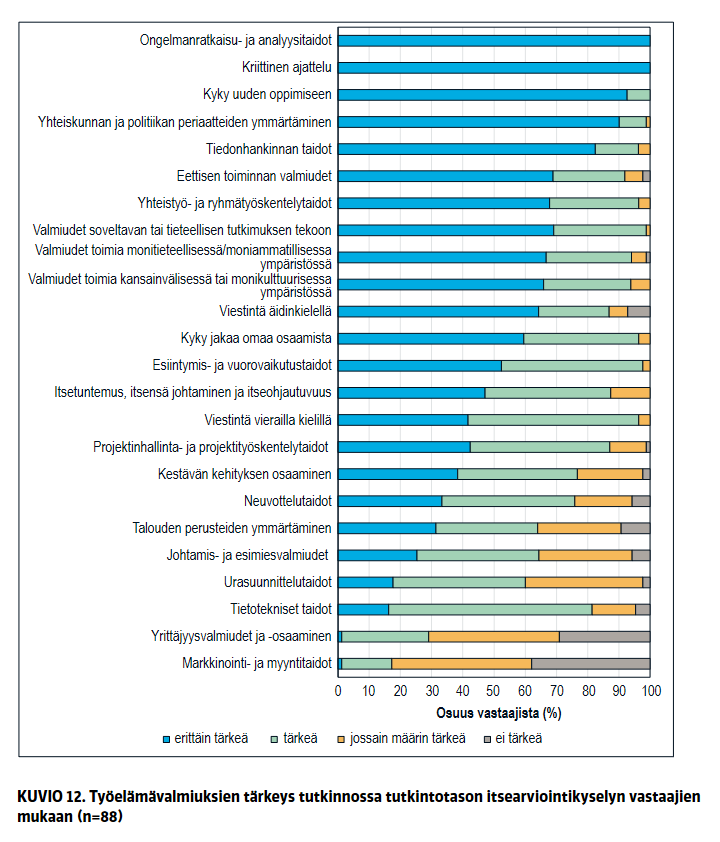 Ongelmanratkaisu- ja analyysitaidot
Kriittinen ajattelu
Kyky uuden oppimiseen
Yhteiskunnan ja politiikan periaatteiden ymmärtäminen
Tiedonhankinnan taidot
Eettisen toiminnan valmiudet
Yhteistyö- ja ryhmätyöskentelytaidot
Valmiudet soveltavan tai tieteellisen tutkimuksen tekoon
Valmiudet toimia monitieteellisessä/moniammatillisessa
ympäristössä
Valmiudet toimia kansainvälisessä tai monikulttuurisessa
ympäristössä
Viestintä äidinkielellä
Kyky jakaa omaa osaamista
Esiintymis- ja vuorovaikutustaidot
Itsetuntemus, itsensä johtaminen ja itseohjautuvuus
Viestintä vierailla kielillä
Projektinhallinta- ja projektityöskentelytaidot
Kestävän kehityksen osaaminen
Neuvottelutaidot
Talouden perusteiden ymmärtäminen
Johtamis- ja esimiesvalmiudet
Urasuunnittelutaidot
Tietotekniset taidot
Yrittäjyysvalmiudet ja -osaaminen
Markkinointi- ja myyntitaidot
0 10 20 30 40 50 60 70 80 90 100
Osuus vastaajista (%)
erittäin tärkeä tärkeä jossain määrin tärkeä ei tärkeä
KUVIO 12. Työelämävalmiuksien tärkeys tutkinnossa tutkintotason itsearviointikyselyn vastaajien
mukaan (n=88)